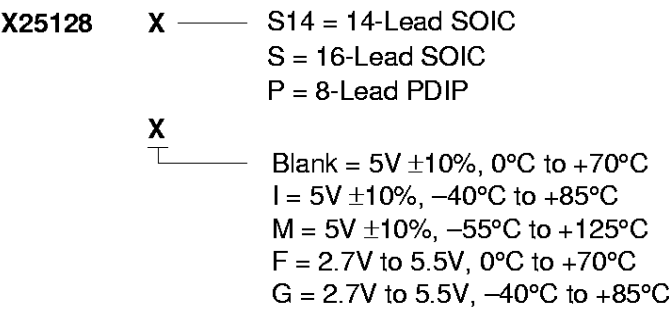 X25128 X S14 = 14-Lead SOIC
S = 16-Lead SOIC
P = 8-Lead PDIP
X
Blank = 5V ±10%, 0°C to +70°C
I = 5V ±10%, –40°C to +85°C
M = 5V ±10%, –55°C to +125°C
F = 2.7V to 5.5V, 0°C to +70°C
G = 2.7V to 5.5V, –40°C to +85°C